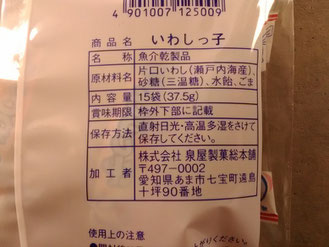 4901007125009
商品名 いわしっ子
名称 魚介乾製品
原材料名 片口いわし(瀬戸内海産)、
砂糖(三温糖)、水飴、ごま
内容量 15袋(37.5g)
賞味期限 枠外下部に記載
保存方法 直射日光・高温多湿をさけて
保存してください。
加工者 株式会社 泉屋製菓総本舗
〒497-0002
愛知県あま市七宝町遠島
十坪90番地
使用上の注意